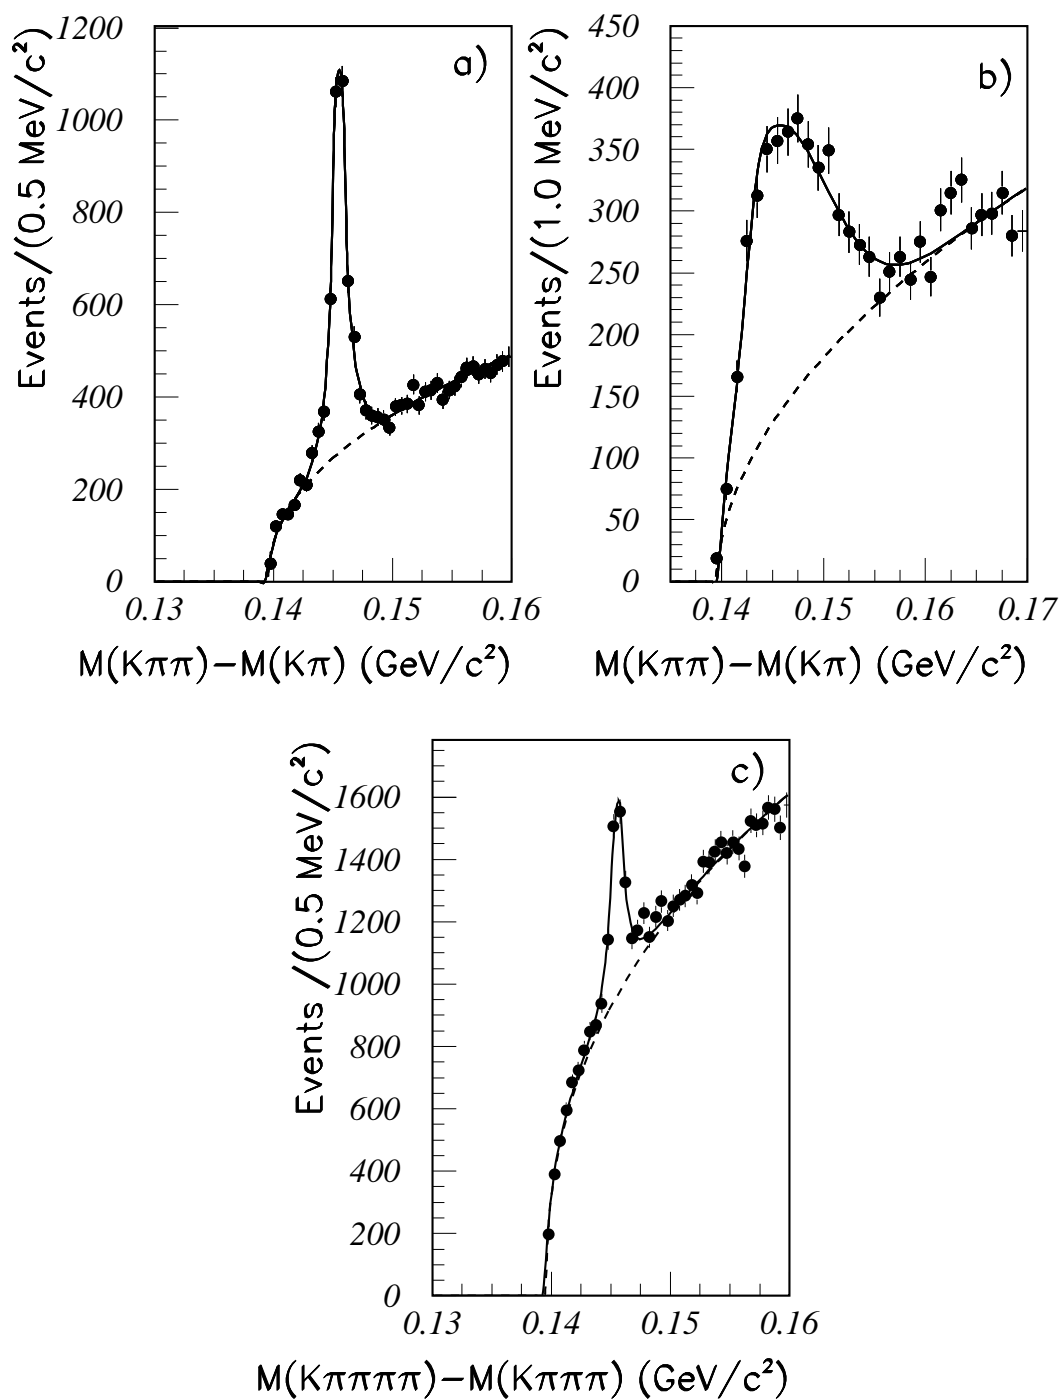 Events/(0.5 MeV/c²)
1200
1000
800
600
400
200
0
a)
0.13 0.14 0.15 0.16
M(Kππ)−M(Kπ) (GeV/c²)
Events/(1.0 MeV/c²)
450
400
350
300
250
200
150
100
50
0
b)
0.14 0.15 0.16 0.17
M(Kππ)−M(Kπ) (GeV/c²)
Events /(0.5 MeV/c²)
1600
1400
1200
1000
800
600
400
200
0
c)
0.13 0.14 0.15 0.16
M(Kππππ)−M(Kπππ) (GeV/c²)